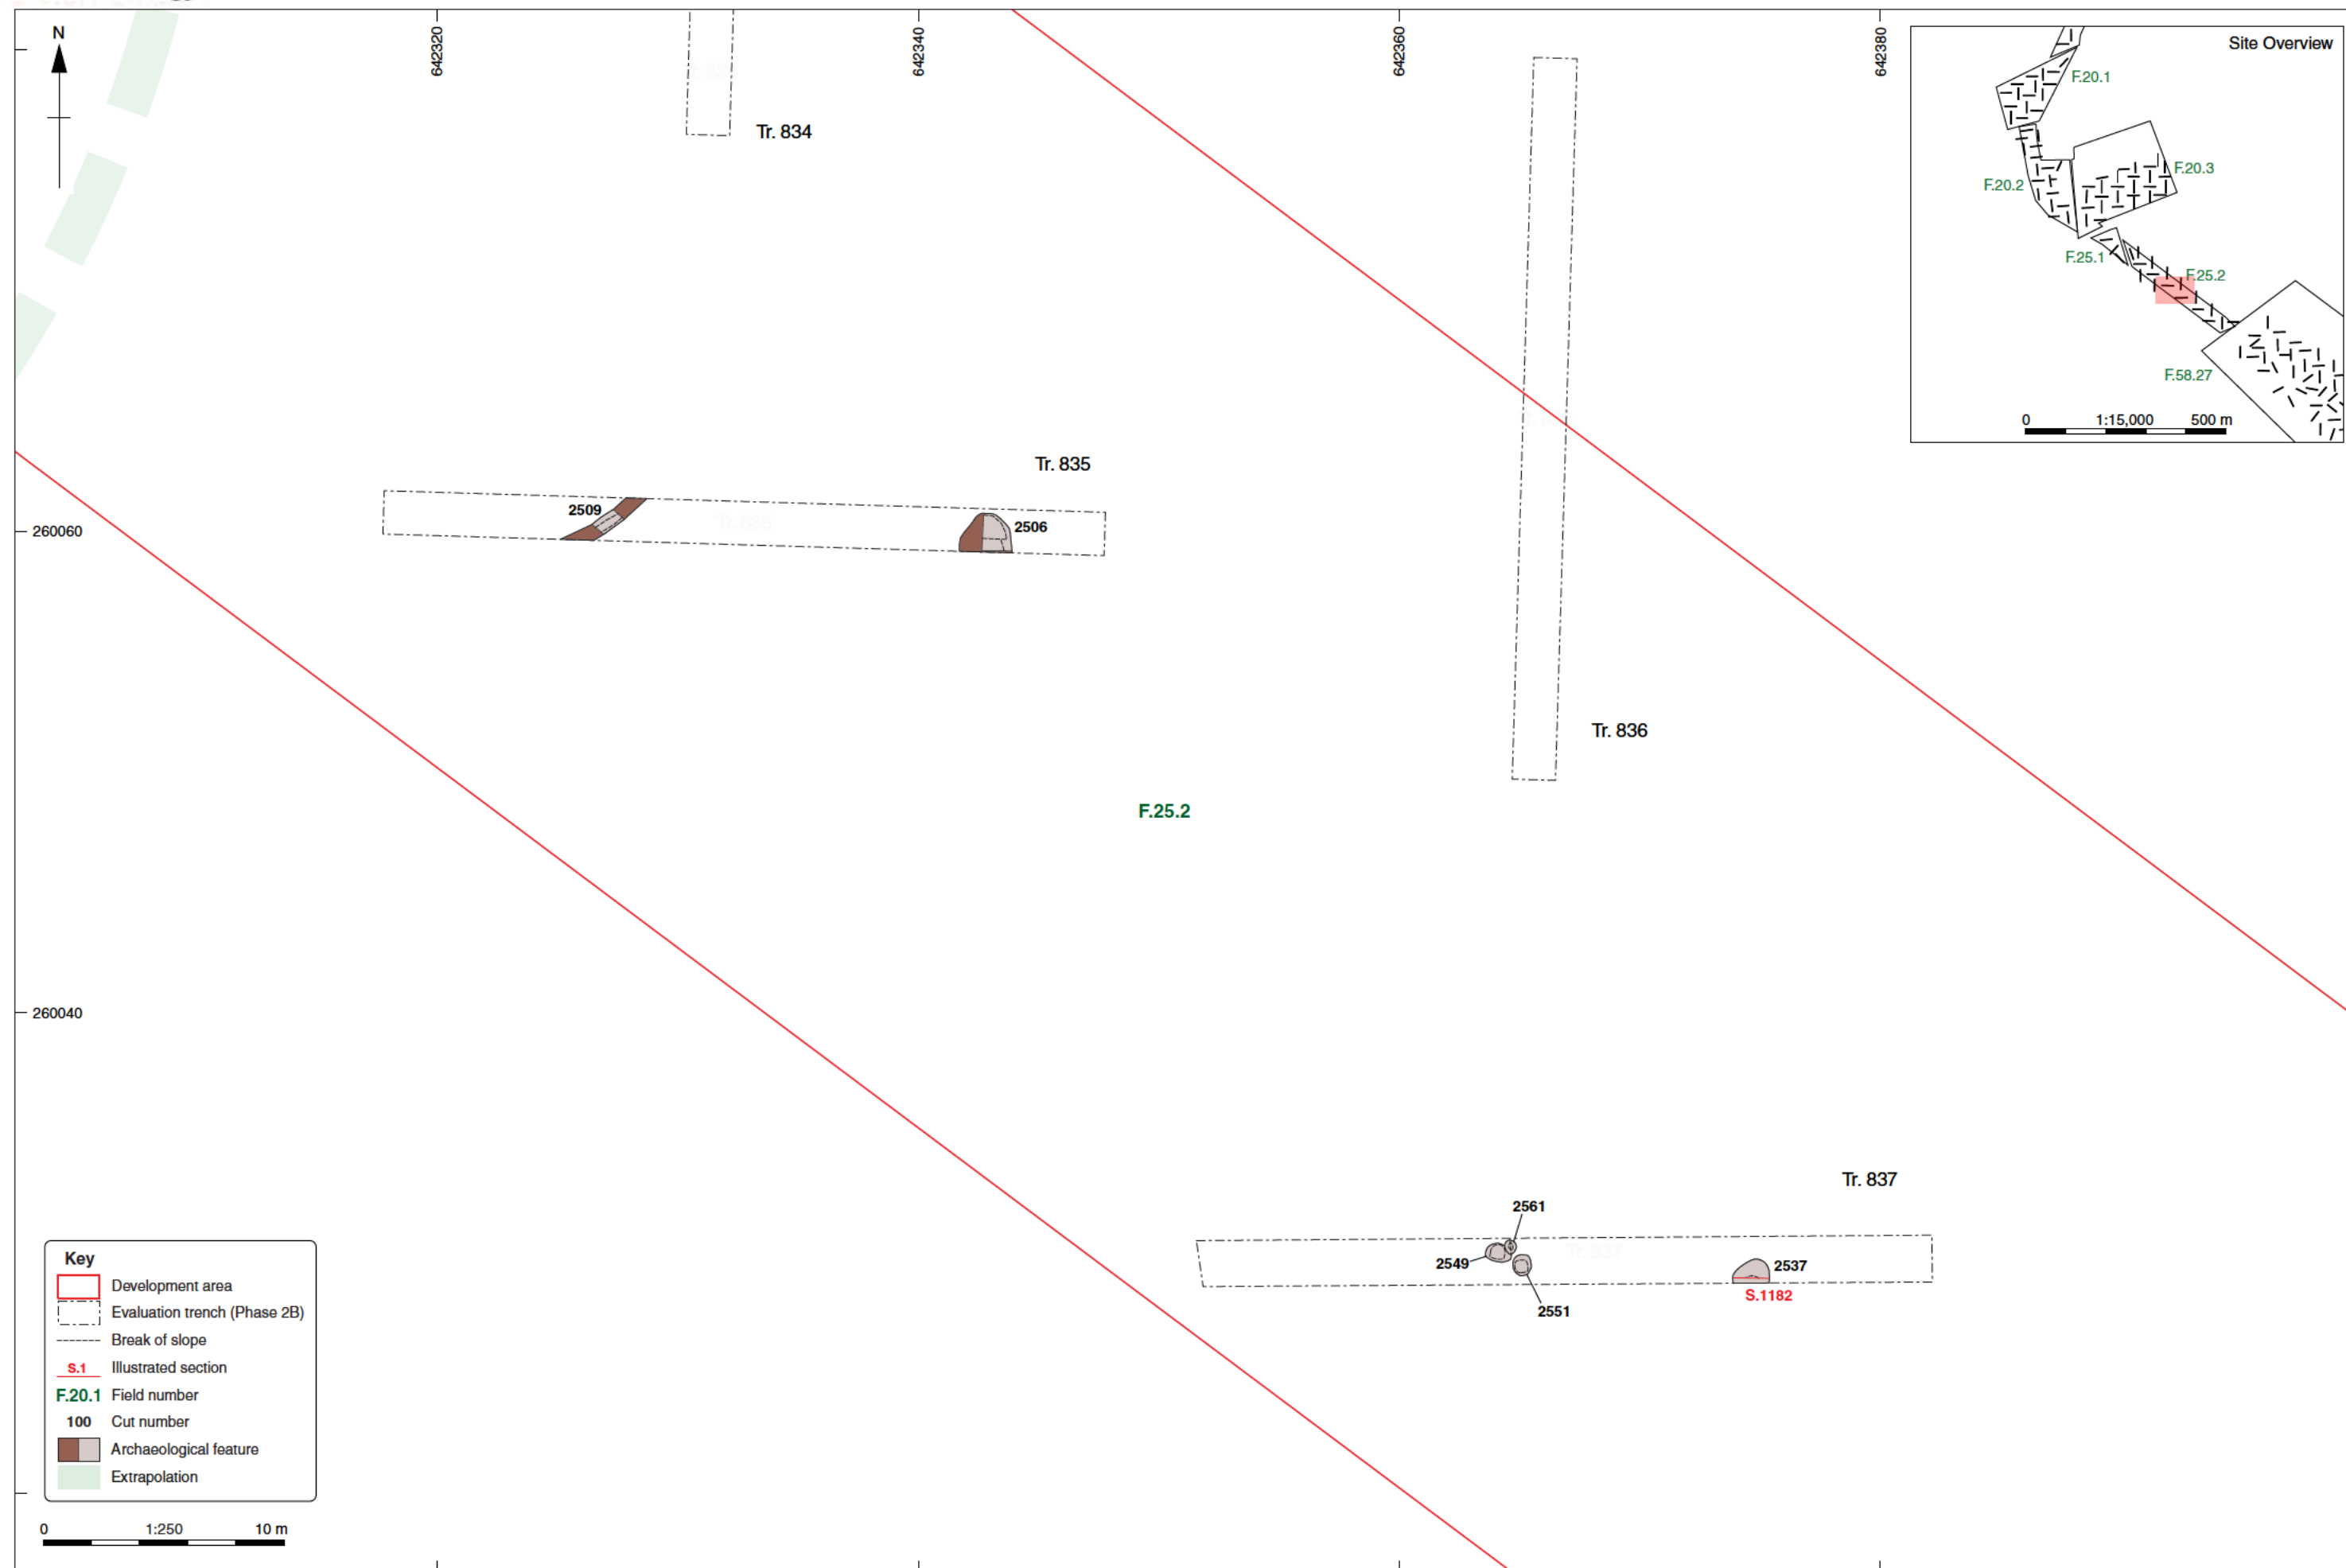 N
642320
642340
642360
642380
Site Overview
F.20.1
F.20.3
F.20.2
F.25.1
F.25.2
F.58.27
0 1:15,000 500 m
Tr. 834
Tr. 835
2509
2506
260060
Tr. 836
F.25.2
260040
Tr. 837
2561
2549
2537
S.1182
2551
Key
Development area
Evaluation trench (Phase 2B)
Break of slope
S.1 Illustrated section
F.20.1 Field number
100 Cut number
Archaeological feature
Extrapolation
0 1:250 10 m